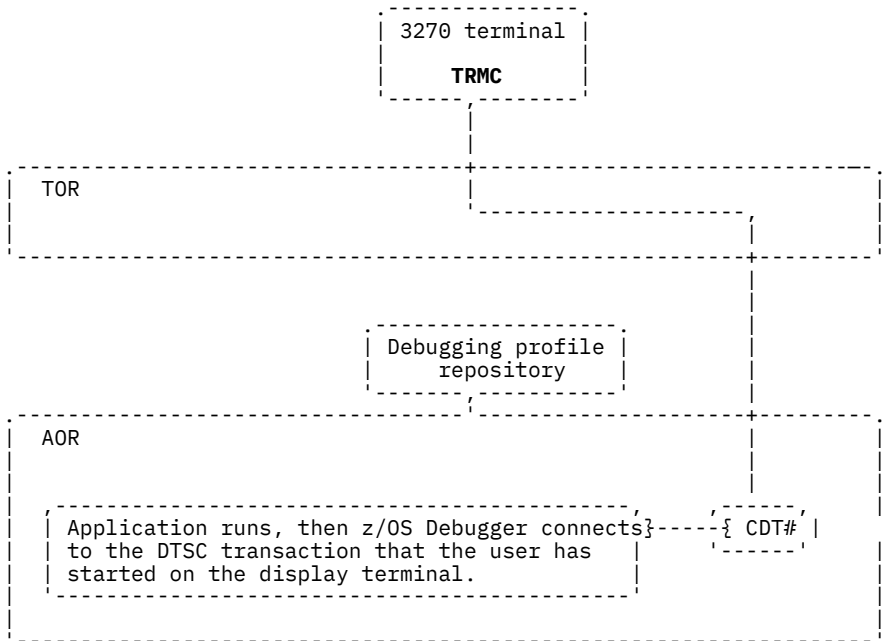 3270 terminal
TRMC
TOR
Debugging profile
repository
AOR
Application runs, then z/OS Debugger connects
CDT#
to the DTSC transaction that the user has
started on the display terminal.